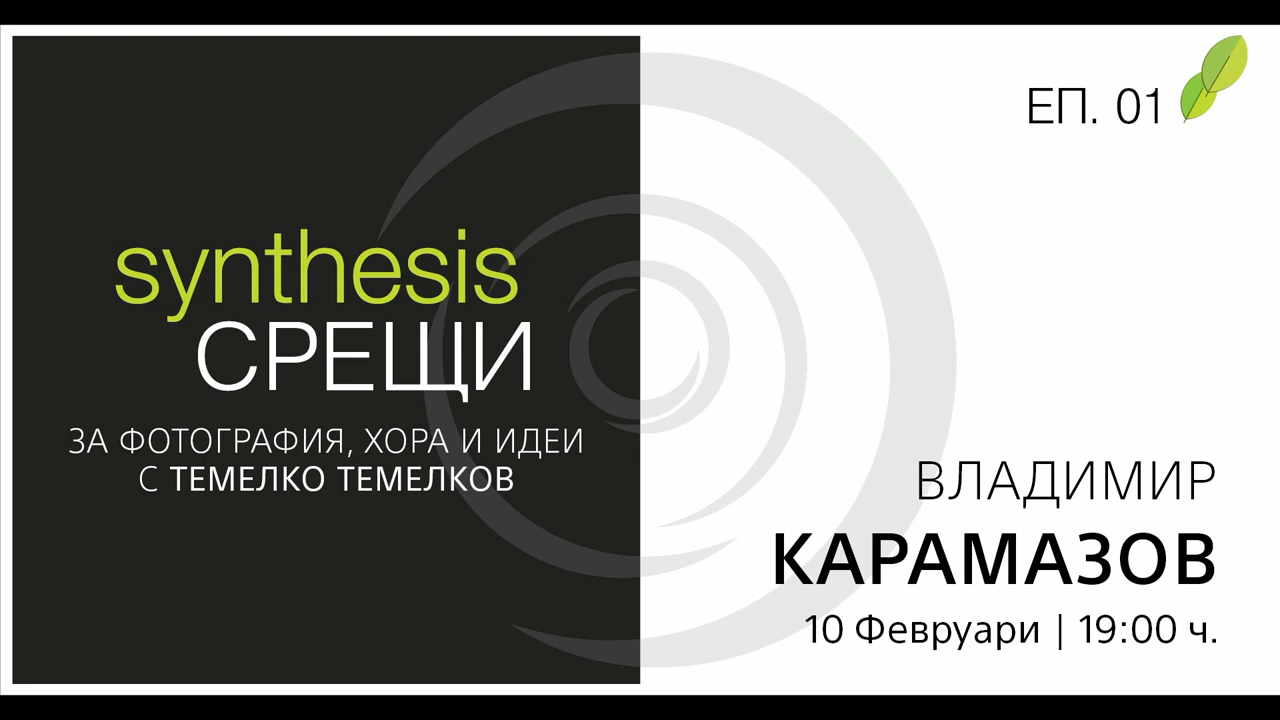 synthesis
СРЕЩИ
ЗА ФОТОГРАФИЯ, ХОРА И ИДЕИ
С ТЕМЕЛКО ТЕМЕЛКОВ
ЕП. 01
ВЛАДИМИР
КАРАМАЗОВ
10 Февруари | 19:00 ч.